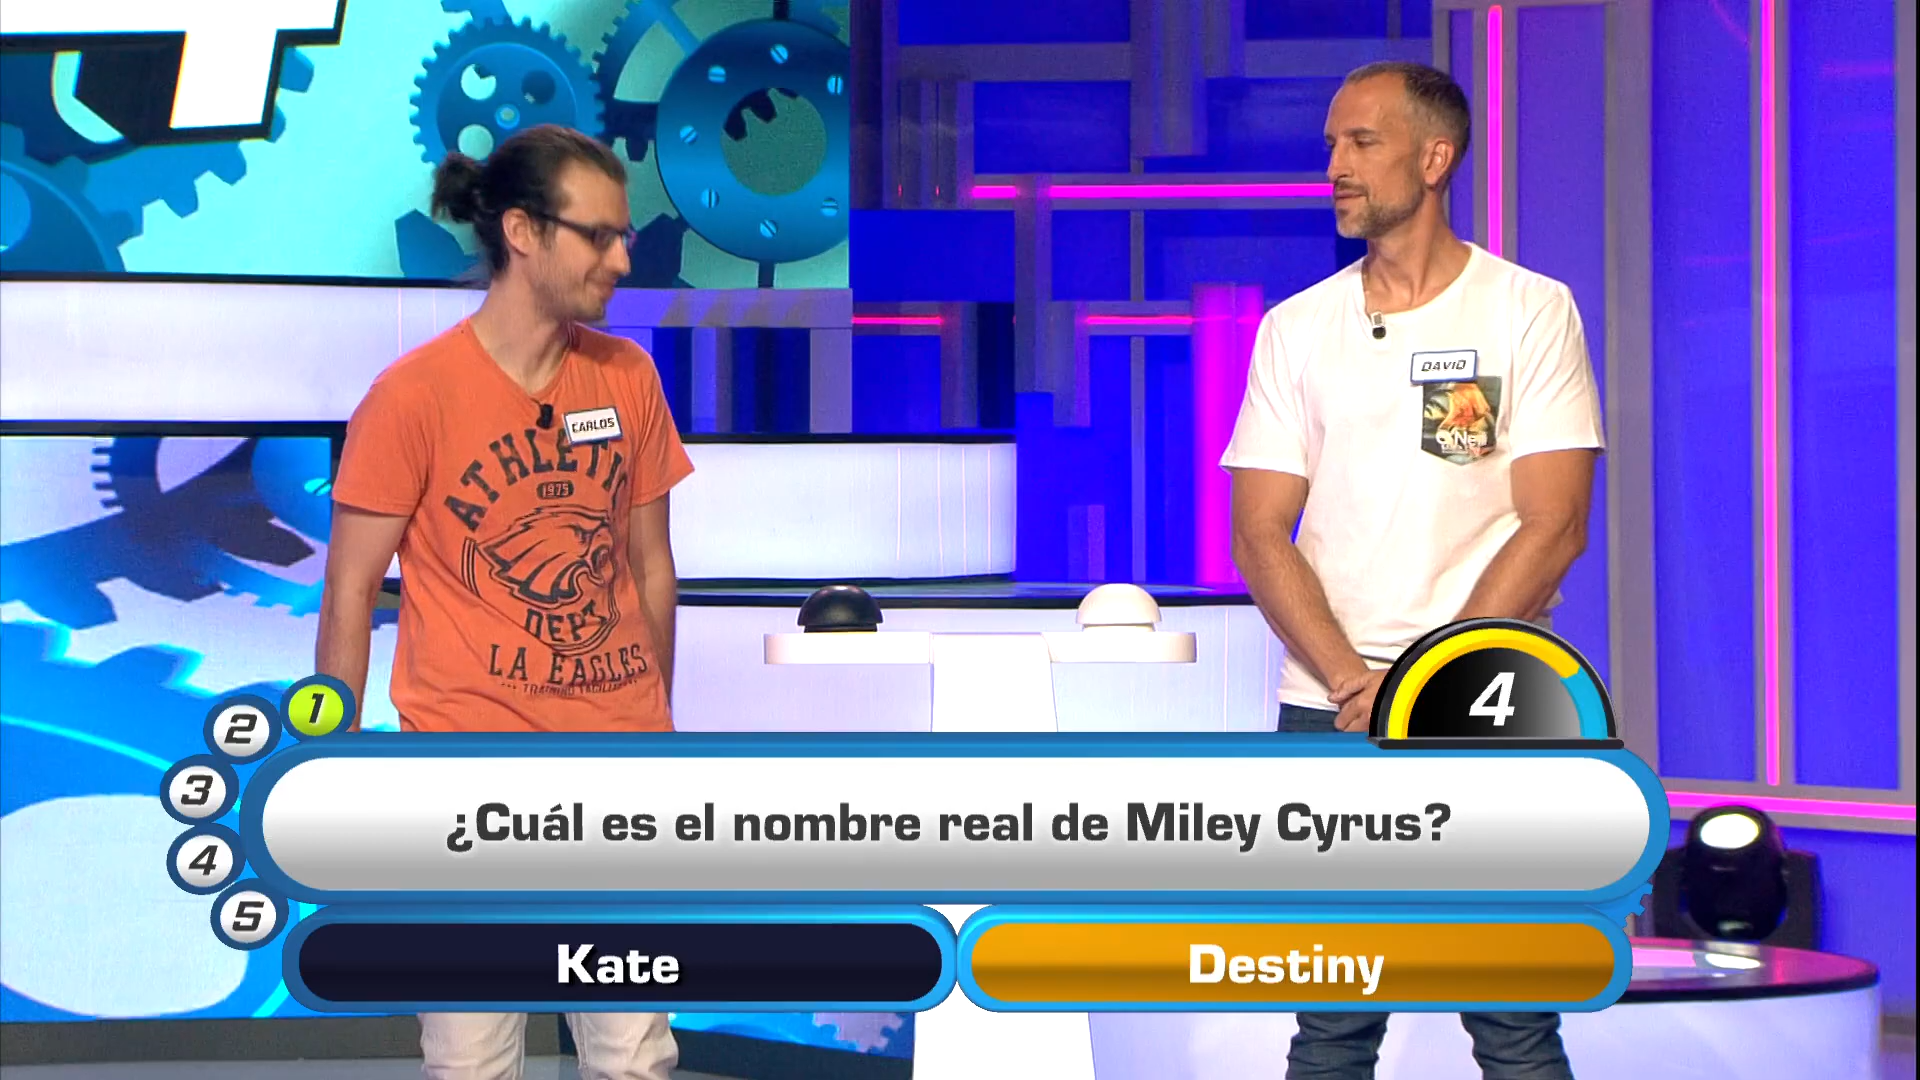 DAVID
CARLOS
ATHLETIC
1975
DEPT
LA EAGLES
1
2
3
4
5
4
¿Cuál es el nombre real de Miley Cyrus?
Kate
Destiny